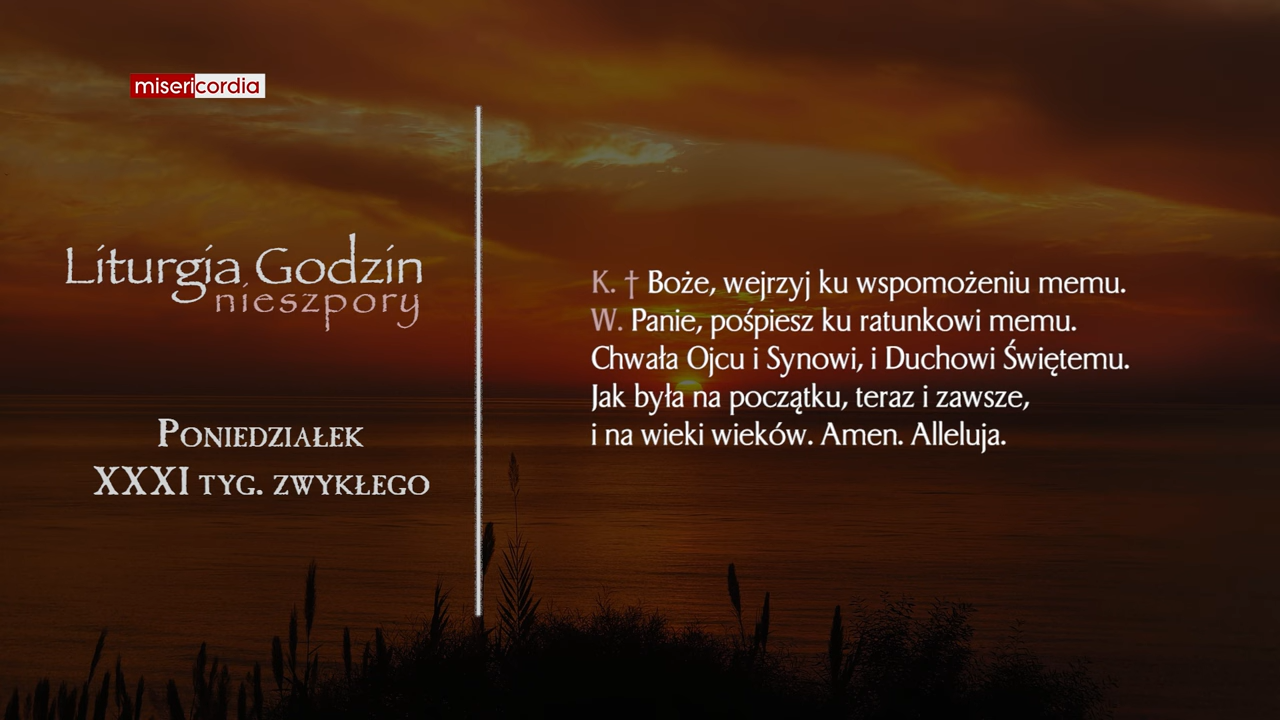 misericordia
Liturgia Godzin
nieszpory
Poniedziałek
XXXI tyg. zwykłego
K. † Boże, wejrzyj ku wspomożeniu memu.
W. Panie, pośpiesz ku ratunkowi memu.
Chwała Ojcu i Synowi, i Duchowi Świętemu.
Jak była na początku, teraz i zawsze,
i na wieki wieków. Amen. Alleluja.